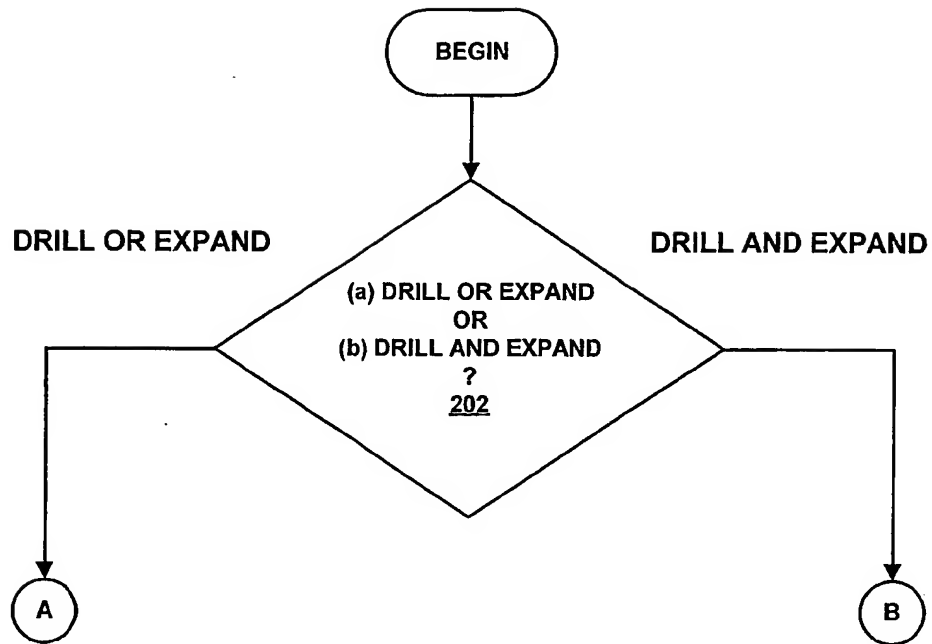 BEGIN
DRILL OR EXPAND
DRILL AND EXPAND
(a) DRILL OR EXPAND
OR
(b) DRILL AND EXPAND
?
202
A
B